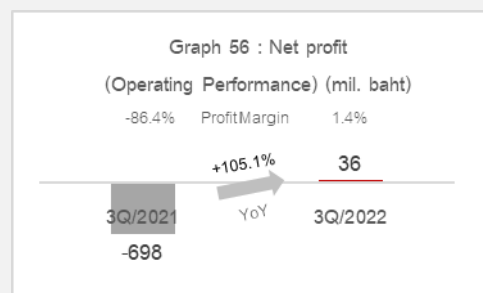 Graph 56 : Net profit
(Operating Performance) (mil. baht)
-86.4% ProfitMargin 1.4%
+105.1% 36
3Q/2021 YoY 3Q/2022
-698